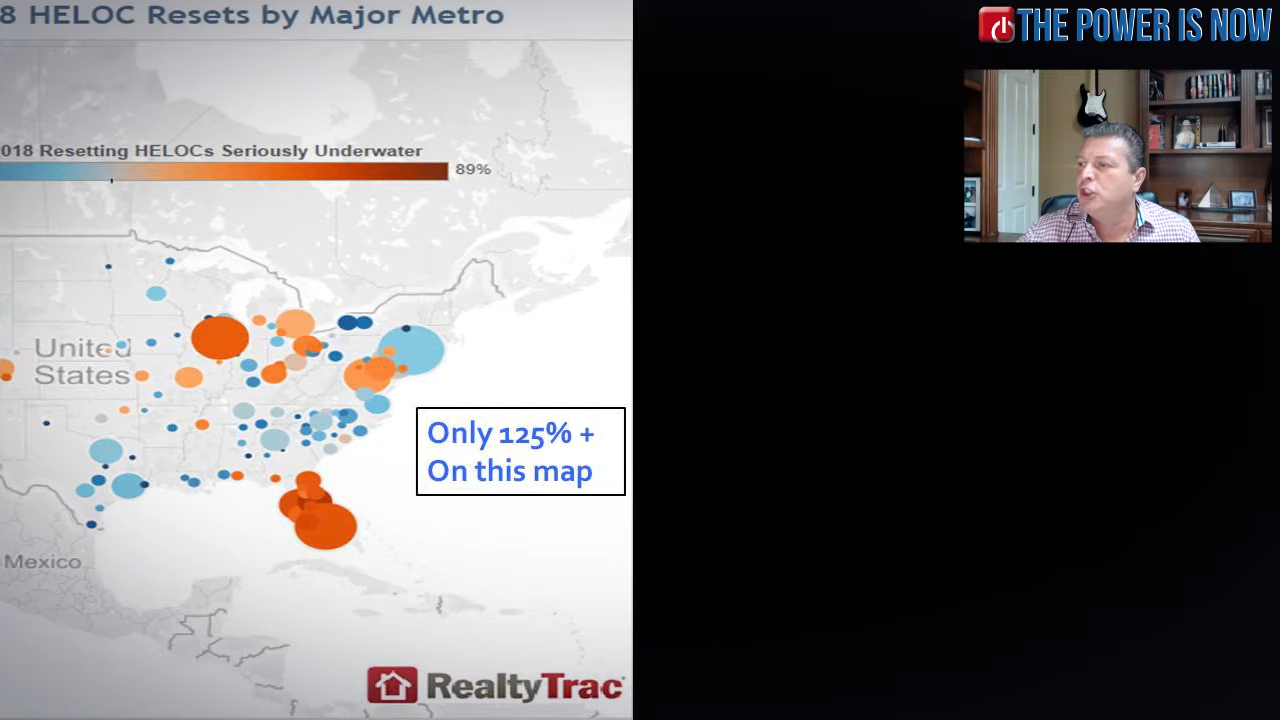 8 HELOC Resets by Major Metro
THE POWER IS NOW
018 Resetting HELOCs Seriously Underwater
89%
United
States
Only 125% +
On this map
Mexico
RealtyTrac